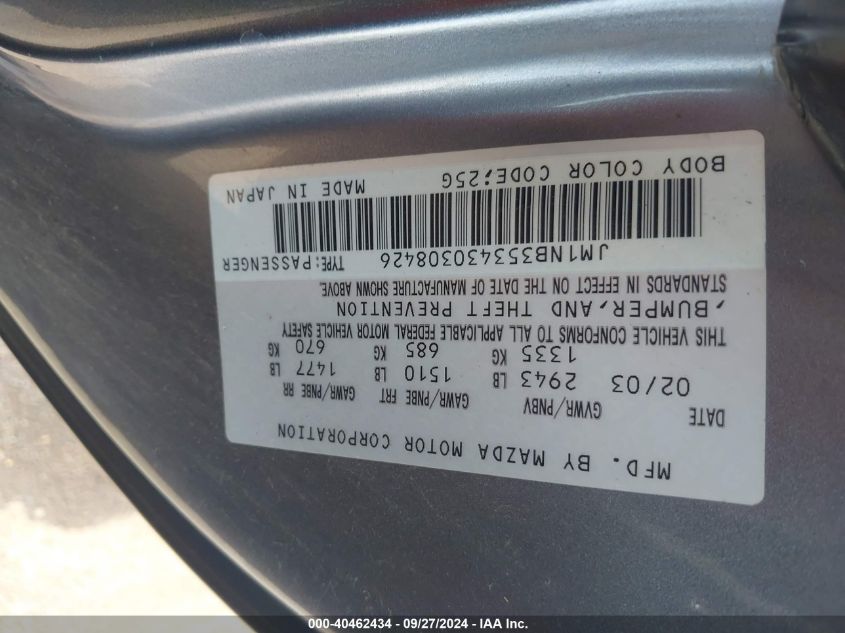 MFD. BY MAZDA MOTOR CORPORATION
DATE GVWR/PNBV GAWR/PNBE FRT GAWR/PNBE RR
02/03 2943 LB 1510 LB 1477 LB
1335 KG 685 KG 670 KG
THIS VEHICLE CONFORMS TO ALL APPLICABLE FEDERAL MOTOR VEHICLE SAFETY
,BUMPER,AND THEFT PREVENTION
STANDARDS IN EFFECT ON THE DATE OF MANUFACTURE SHOWN ABOVE.
JM1NB353430308426 TYPE:PASSENGER
BODY COLOR CODE:25G MADE IN JAPAN
000-40462434 - 09/27/2024 - IAA, Inc.